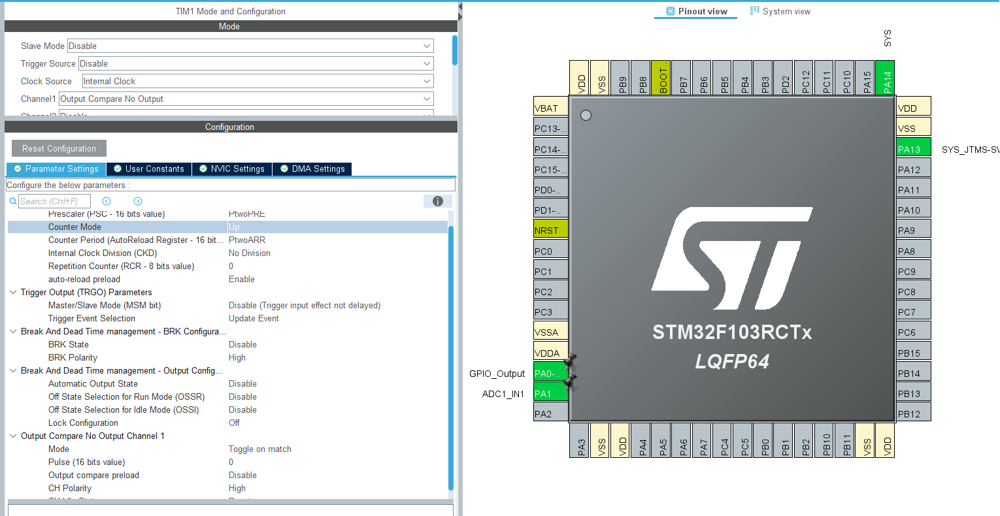 TIM1 Mode and Configuration
Mode
Slave Mode Disable
Trigger Source Disable
Clock Source Internal Clock
Channel1 Output Compare No Output
Channel2 Disable
Configuration
Reset Configuration
Parameter Settings User Constants NVIC Settings DMA Settings
Configure the below parameters :
Search (Ctrl+F)
Prescaler (PSC - 16 bits value) PtwoPRE
Counter Mode Up
Counter Period (AutoReload Register - 16 bit... PtwoARR
Internal Clock Division (CKD) No Division
Repetition Counter (RCR - 8 bits value) 0
auto-reload preload Enable
Trigger Output (TRGO) Parameters
Master/Slave Mode (MSM bit) Disable (Trigger input effect not delayed)
Trigger Event Selection Update Event
Break And Dead Time management - BRK Configura...
BRK State Disable
BRK Polarity High
Break And Dead Time management - Output Config...
Automatic Output State Disable
Off State Selection for Run Mode (OSSR) Disable
Off State Selection for Idle Mode (OSSI) Disable
Lock Configuration Off
Output Compare No Output Channel 1
Mode Toggle on match
Pulse (16 bits value) 0
Output compare preload Disable
CH Polarity High
Pinout view System view
SYS
VDD VSS PB9 PB8 BOOT.. PB7 PB6 PB5 PB4 PB3 PD2 PC12 PC11 PC10 PA15 PA14
VBAT
PC13-..
PC14-..
PC15-..
PD0-..
PD1-..
NRST
PC0
PC1
PC2
PC3
VSSA
VDDA
GPIO_Output PA0-..
ADC1_IN1 PA1
PA2
ST
STM32F103RCTx
LQFP64
VDD
VSS
PA13 SYS_JTMS-SW
PA12
PA11
PA10
PA9
PA8
PC9
PC8
PC7
PC6
PB15
PB14
PB13
PB12
PA3 VSS VDD PA4 PA5 PA6 PA7 PC4 PC5 PB0 PB1 PB2 PB10 PB11 VSS VDD